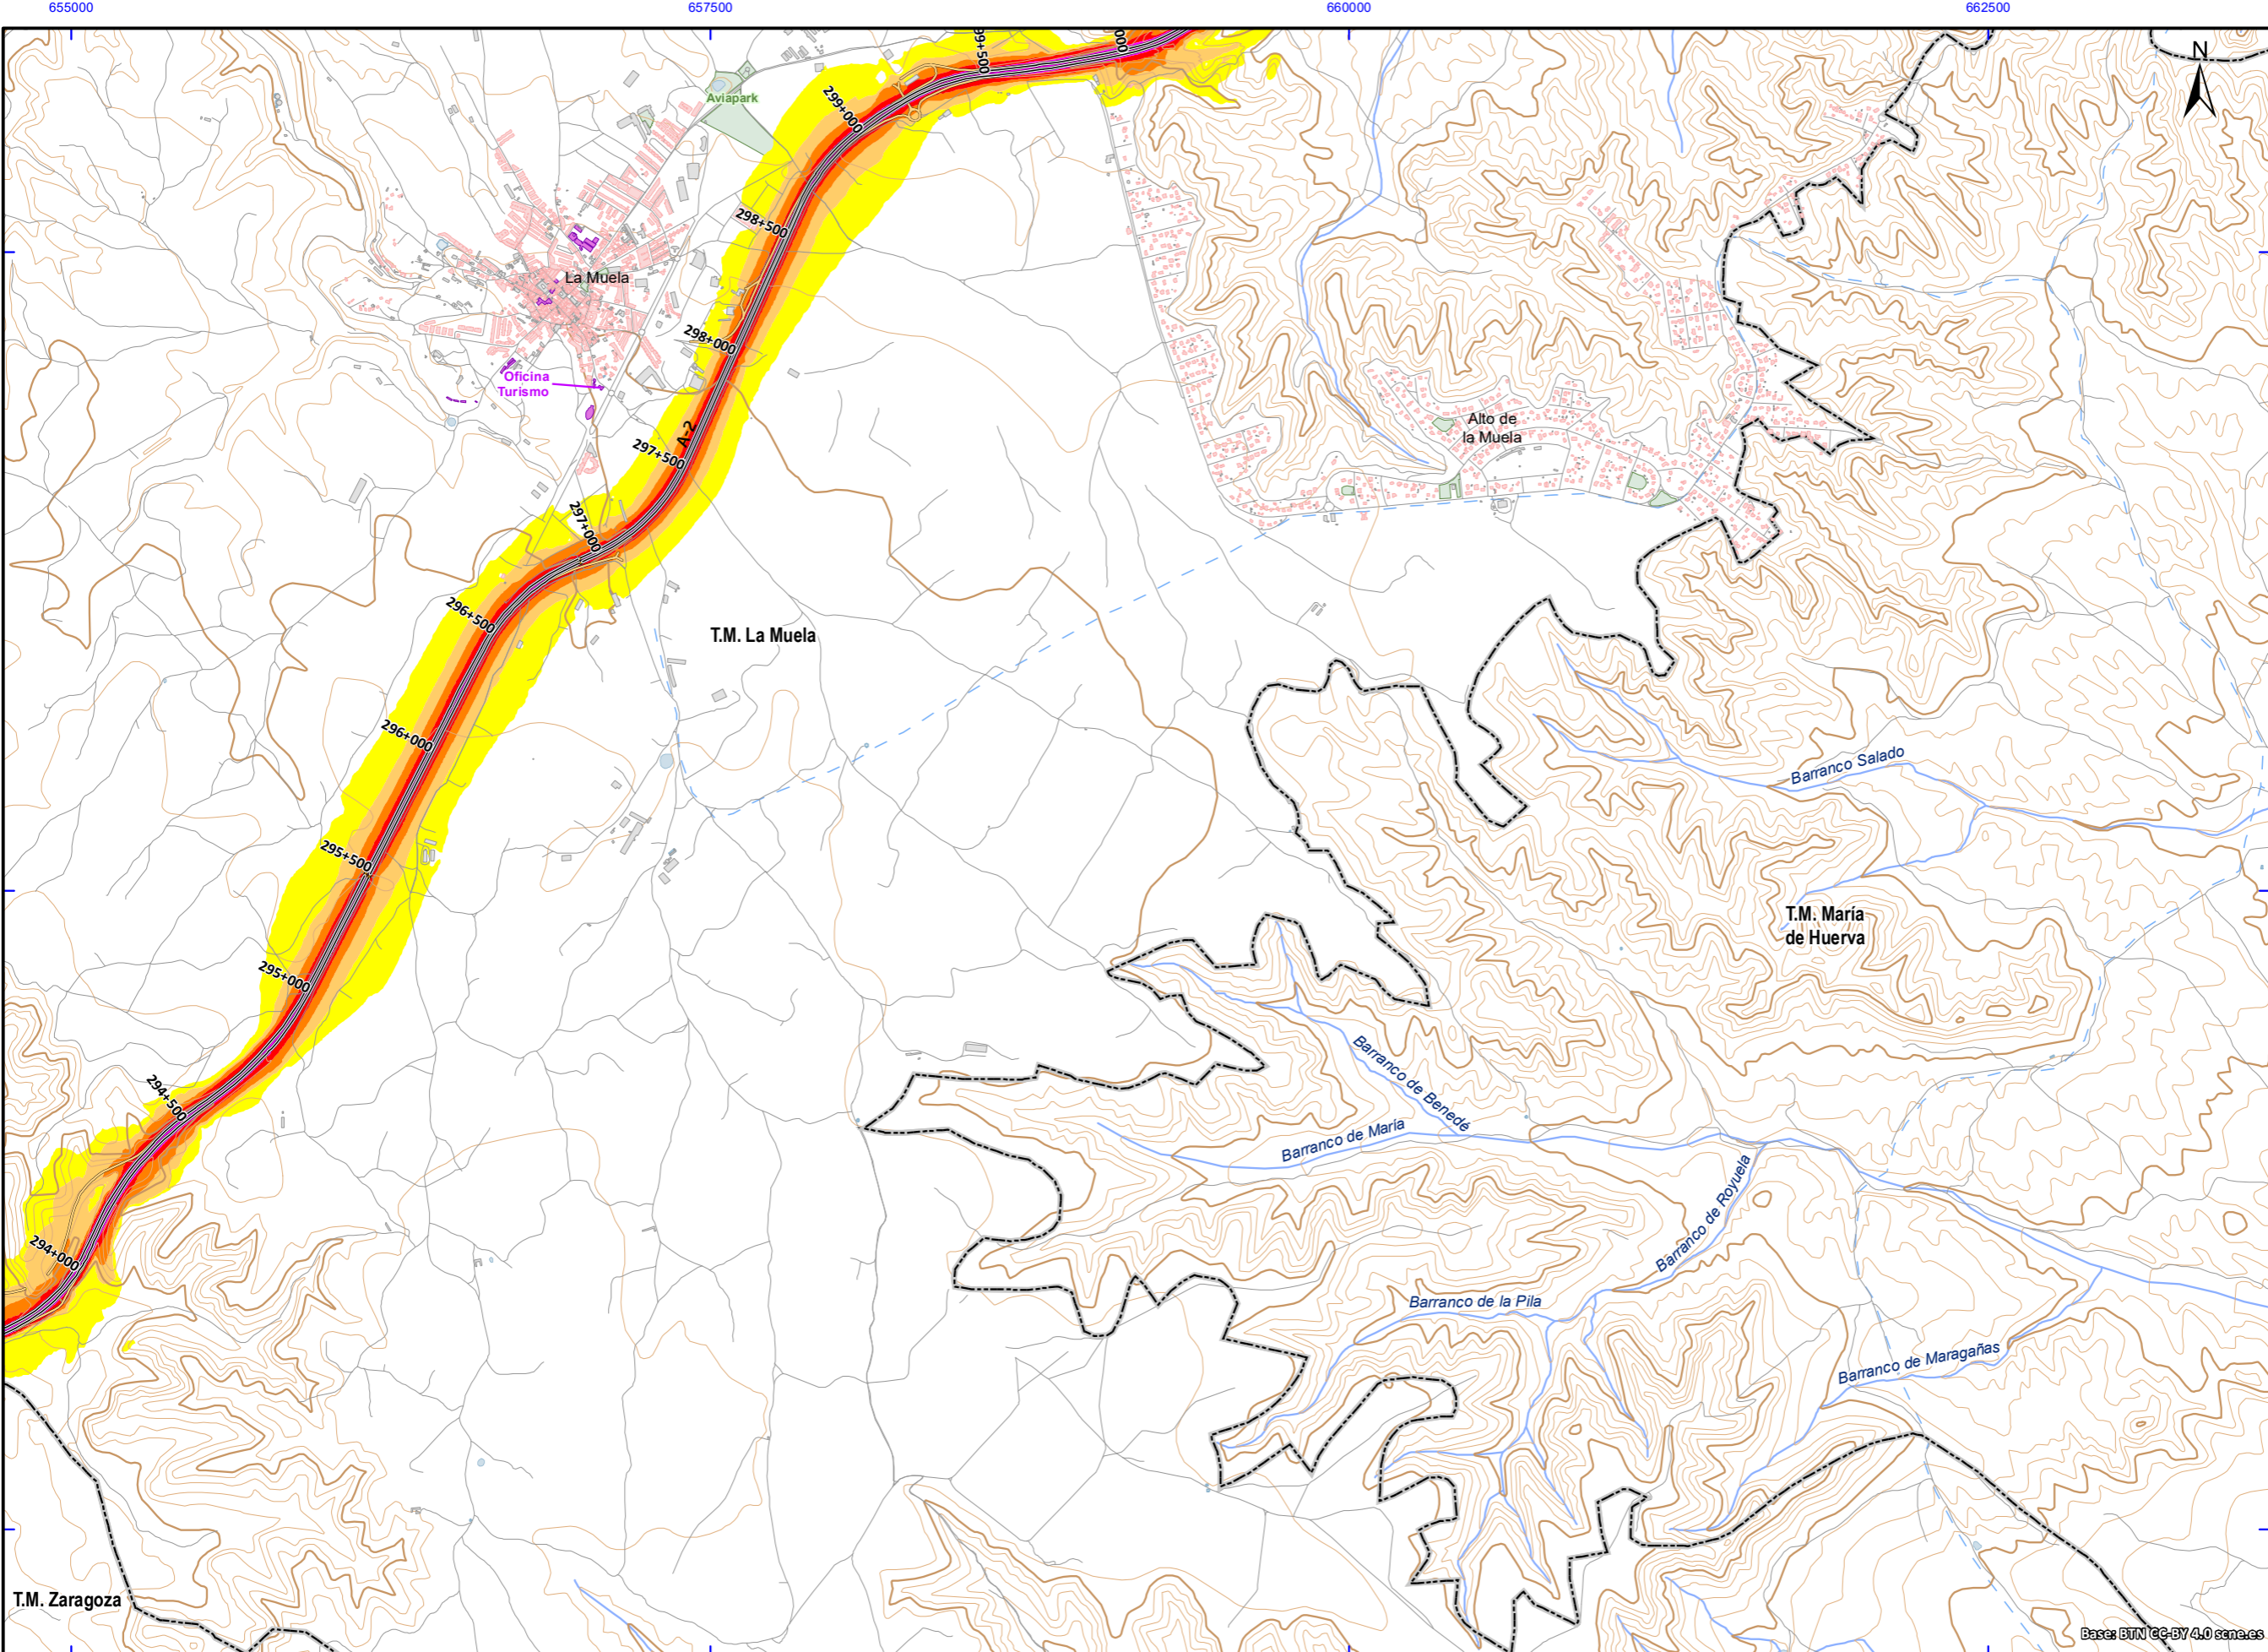 655000
657500
660000
662500
N
99+500
000
Aviapark
299+000
298+500
La Muela
298+000
Oficina
Turismo
A-2
297+500
Alto de
la Muela
297+000
296+500
T.M. La Muela
296+000
Barranco Salado
295+500
T.M. María
de Huerva
295+000
Barranco de Benedé
294+500
Barranco de María
Barranco de Royuela
294+000
Barranco de la Pila
Barranco de Maragañas
T.M. Zaragoza
Base: BTN CC-BY 4.0 scne.es